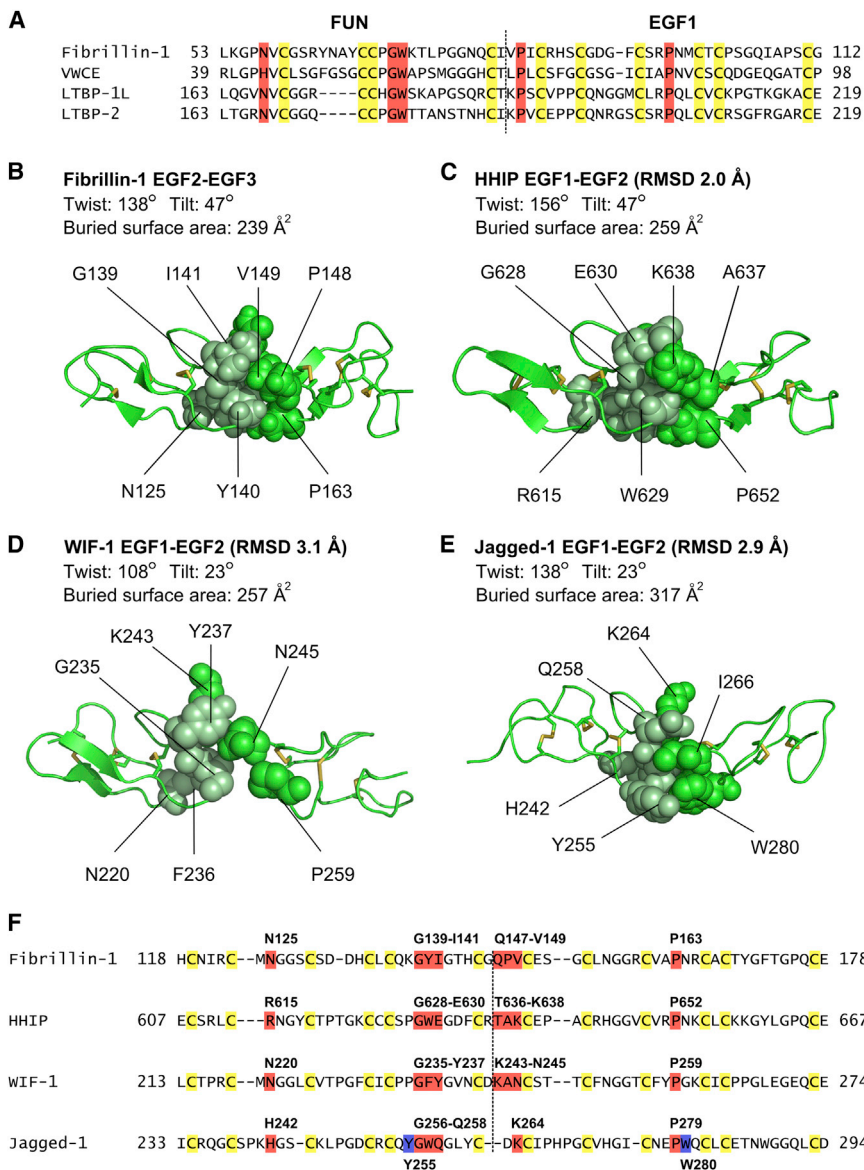 A
FUN EGF1
Fibrillin-1 53 LKGPNVCGSRYNAYCCPGWKTLPGGNQCIVPICRHSCGDG-FCSRPNMCTCPSGQIAPSCG 112
VWCE 39 RLGPHVCLSGFGSGCCPGWAPSMGGGHCTLPLCSFGCGSG-ICIAPNVCSCQDGEQGATCP 98
LTBP-1L 163 LQGVNVCGGR----CCHGWSKAPGSQRCTKPSCVPPCQNGGMCLRPQLCVCKPGTKGKACE 219
LTBP-2 163 LTGRNVCGGQ----CCPGWTTANSTNHCIKPVCEPPCQNRGSCSRPQLCVCRSGFRGARCE 219
B Fibrillin-1 EGF2-EGF3
Twist: 138° Tilt: 47°
Buried surface area: 239 Å²
G139 I141 V149 P148
N125 Y140 P163
C HHIP EGF1-EGF2 (RMSD 2.0 Å)
Twist: 156° Tilt: 47°
Buried surface area: 259 Å²
G628 E630 K638 A637
R615 W629 P652
D WIF-1 EGF1-EGF2 (RMSD 3.1 Å)
Twist: 108° Tilt: 23°
Buried surface area: 257 Å²
Y237
K243 N245
G235
N220 F236 P259
E Jagged-1 EGF1-EGF2 (RMSD 2.9 Å)
Twist: 138° Tilt: 23°
Buried surface area: 317 Å²
K264
Q258 I266
H242
Y255 W280
F
N125 G139-I141 Q147-V149 P163
Fibrillin-1 118 HCNIRC--MNGGSCSD-DHCLCQKGYIGTHCGQPVCES--GCLNGGRCVAPNRCACTYGFTGPQCE 178
R615 G628-E630 T636-K638 P652
HHIP 607 ECSRLC---RNGYCTPTGKCCCSPGWEGDFCRTAKCEP--ACRHGGVCVRPNKCLCKKGYLGPQCE 667
N220 G235-Y237 K243-N245 P259
WIF-1 213 LCTPRC--MNGGLCVTPGFCICPPGFYGVNCDKANCST--TCFNGGTCFYPGKCICPPGLEGEQCE 274
H242 G256-Q258 K264 P279
Jagged-1 233 ICRQGCSPKHGS-CKLPGDCRCQYGWQGLYC--DKCIPHPGCVHGIC-NEPWQCLCETNWGGQLCD 294
Y255 W280